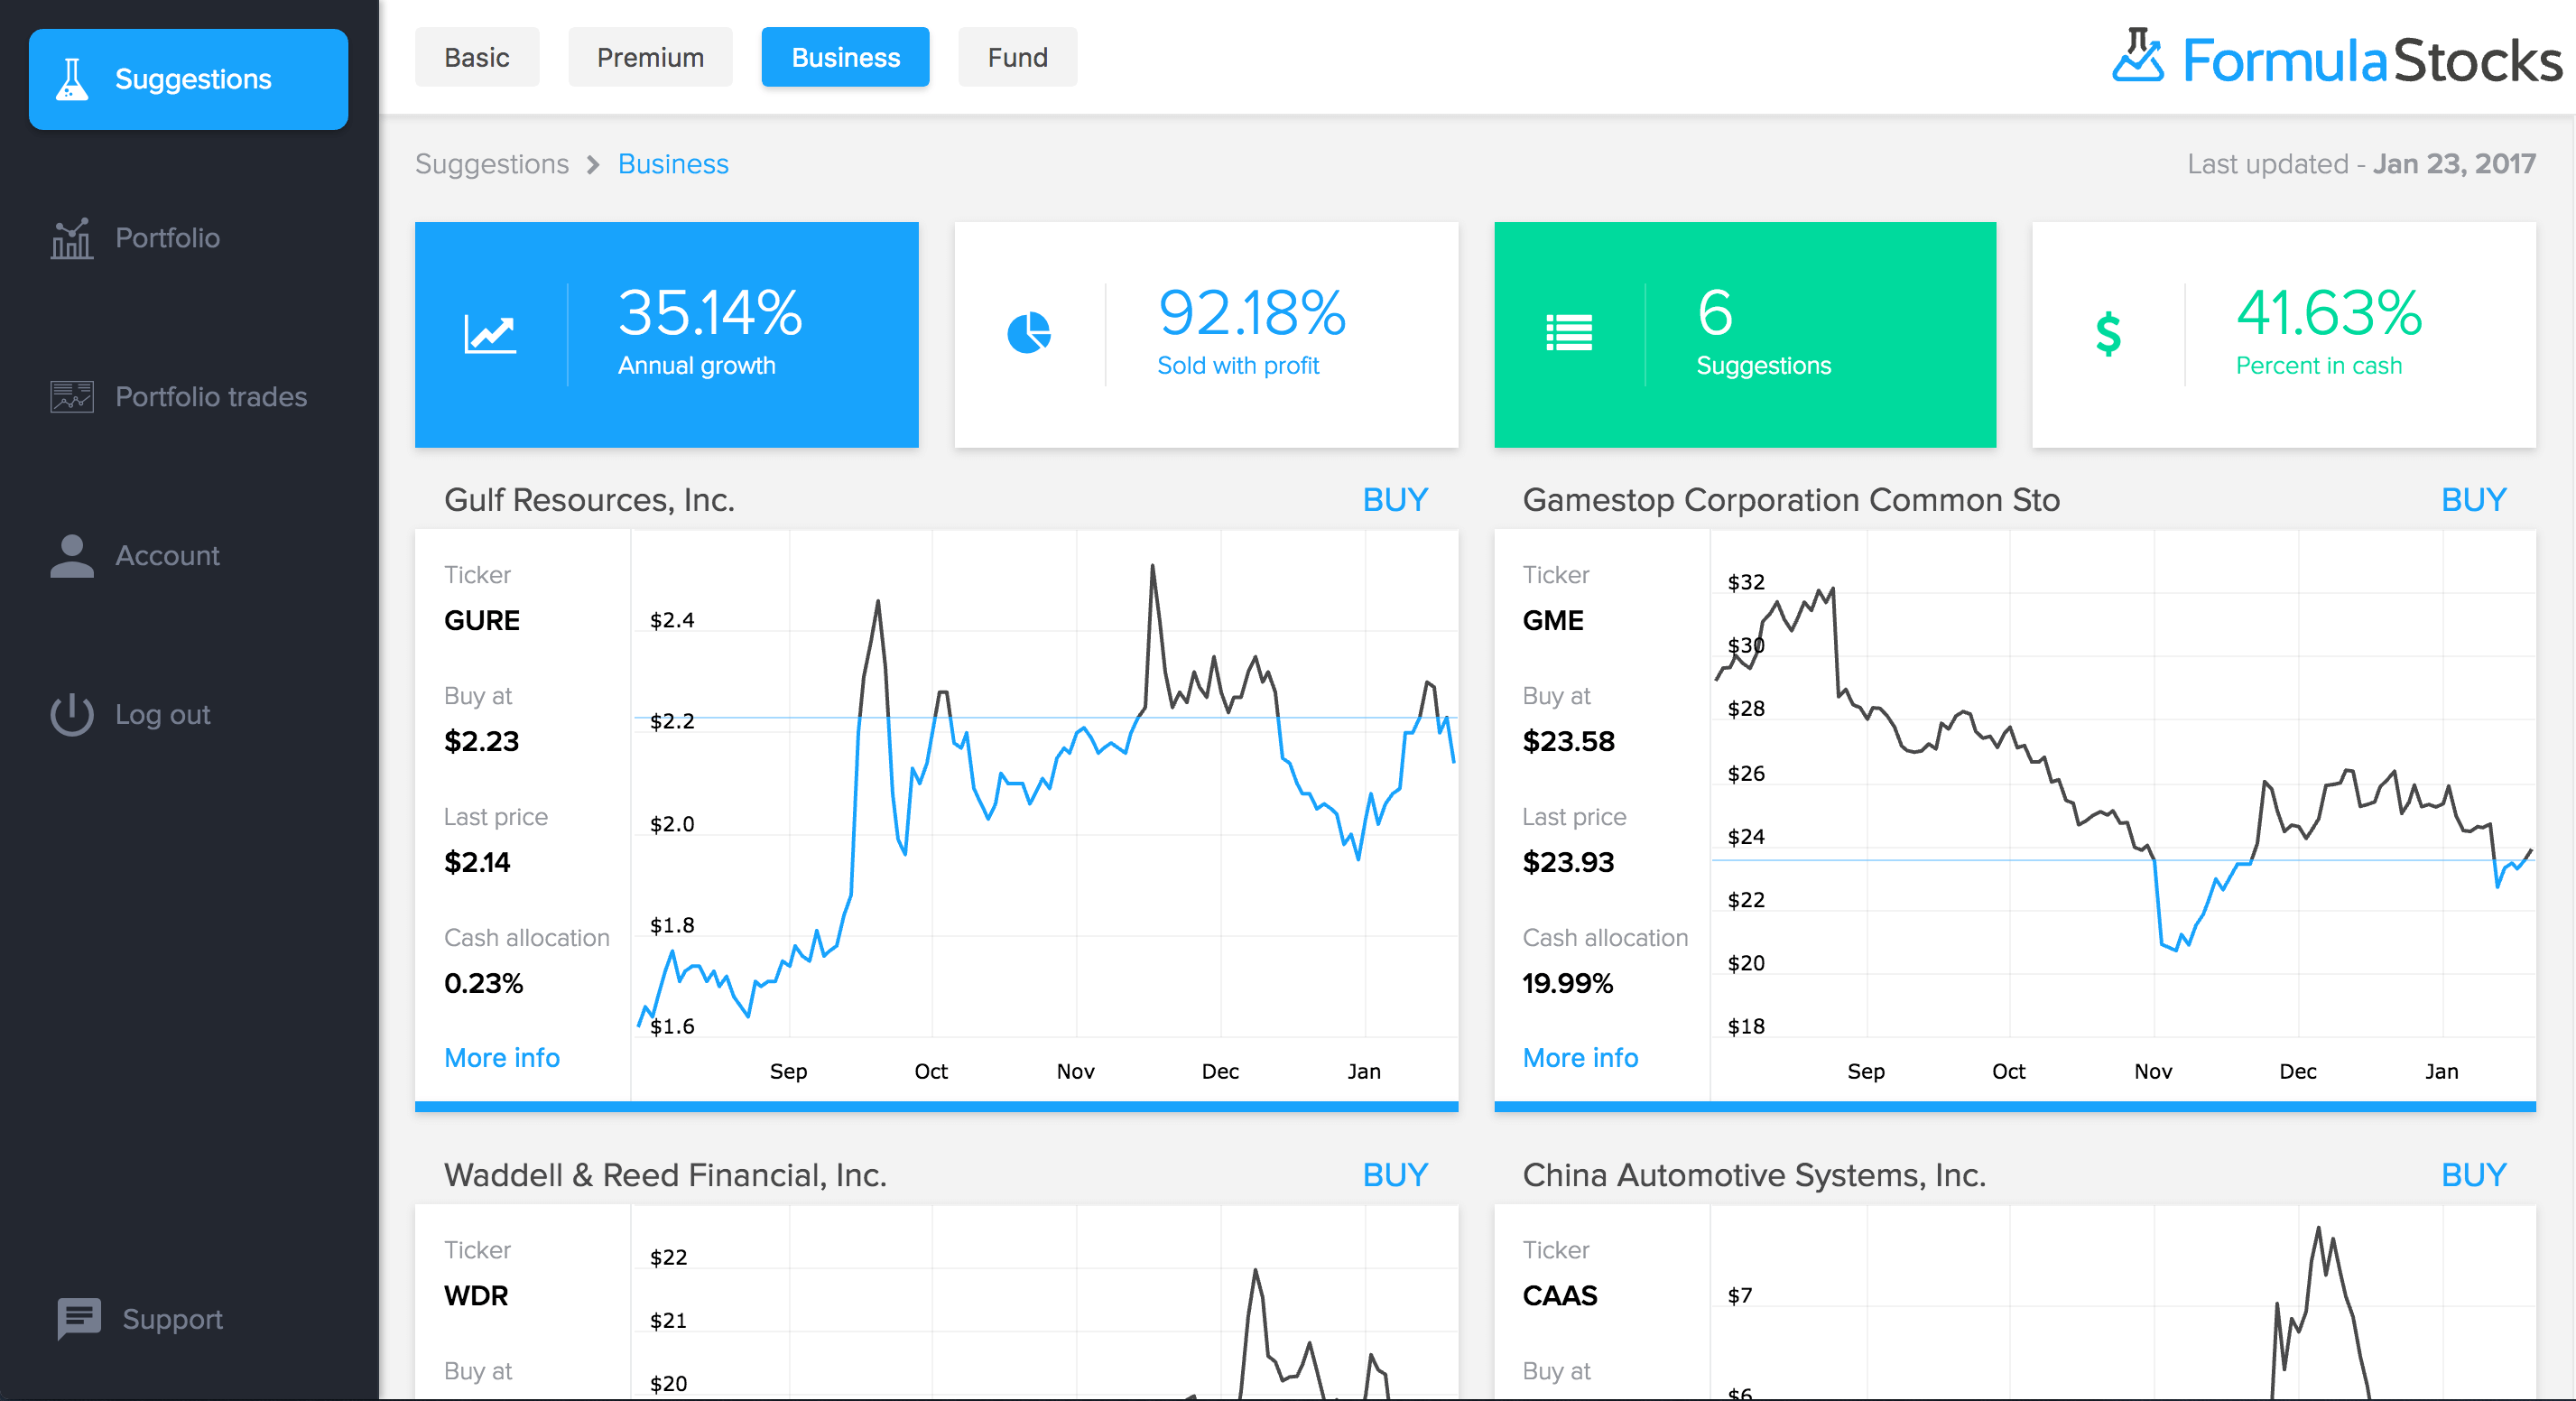 Suggestions
Portfolio
Portfolio trades
Account
Log out
Support
Basic Premium Business Fund
FormulaStocks
Suggestions > Business
Last updated - Jan 23, 2017
35.14%
Annual growth
92.18%
Sold with profit
6
Suggestions
$
41.63%
Percent in cash
Gulf Resources, Inc. BUY
Ticker
GURE
Buy at
$2.23
Last price
$2.14
Cash allocation
0.23%
More info
$2.4
$2.2
$2.0
$1.8
$1.6
Sep Oct Nov Dec Jan
Gamestop Corporation Common Sto BUY
Ticker
GME
Buy at
$23.58
Last price
$23.93
Cash allocation
19.99%
More info
$32
$30
$28
$26
$24
$22
$20
$18
Sep Oct Nov Dec Jan
Waddell & Reed Financial, Inc. BUY
Ticker
WDR
Buy at
$22
$21
$20
China Automotive Systems, Inc. BUY
Ticker
CAAS
Buy at
$7
$6